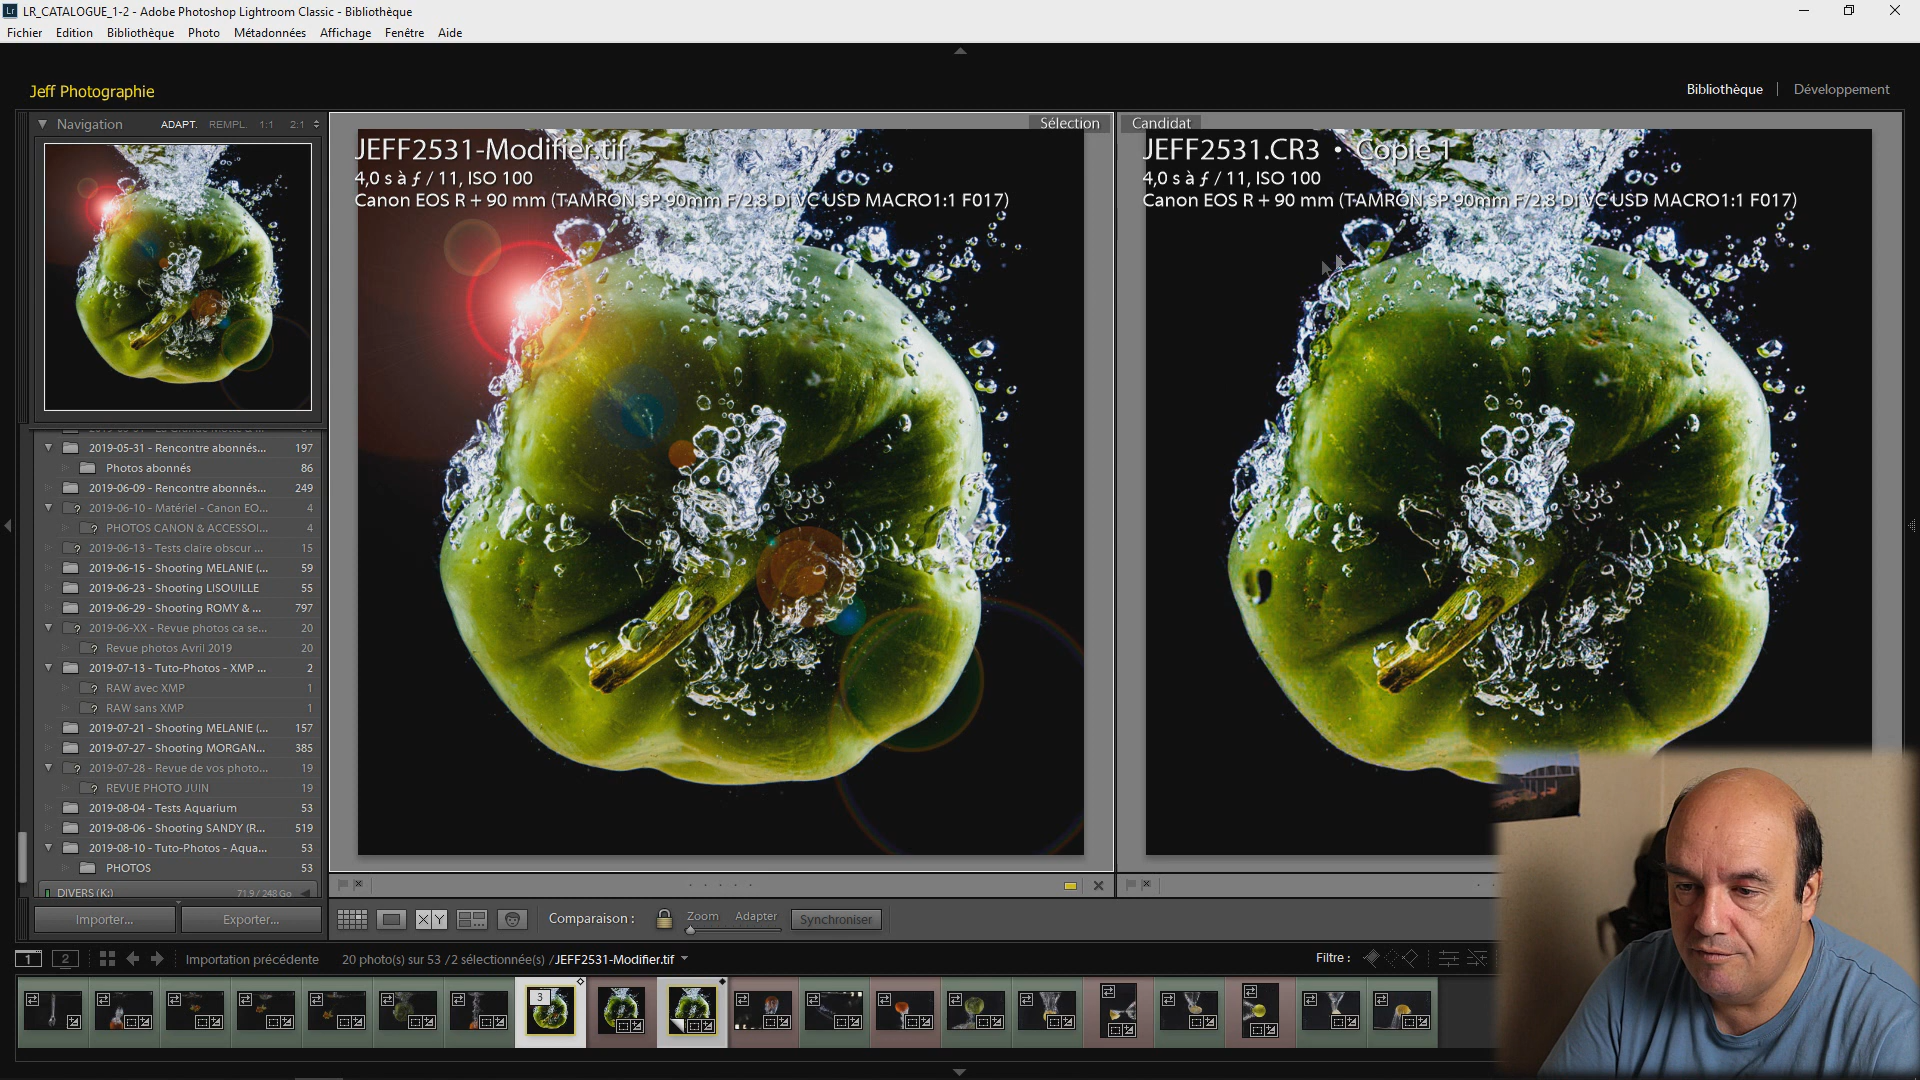 LR_CATALOGUE_1-2 - Adobe Photoshop Lightroom Classic - Bibliothèque
Fichier Edition Bibliothèque Photo Métadonnées Affichage Fenêtre Aide
Jeff Photographie
Bibliothèque | Développement
Navigation ADAPT. REMPL. 1:1 2:1
Sélection
JEFF2531-Modifier.tif
4,0 s à ƒ / 11, ISO 100
Canon EOS R + 90 mm (TAMRON SP 90mm F/2.8 Di VC USD MACRO1:1 F017)
Candidat
JEFF2531.CR3 • Copie 1
4,0 s à ƒ / 11, ISO 100
Canon EOS R + 90 mm (TAMRON SP 90mm F/2.8 Di VC USD MACRO1:1 F017)
2019-05-31 - Rencontre abonnés... 197
Photos abonnés 86
2019-06-09 - Rencontre abonnés... 249
2019-06-10 - Matériel - Canon EO... 4
PHOTOS CANON & ACCESSOI... 4
2019-06-13 - Tests claire obscur ... 15
2019-06-15 - Shooting MELANIE (... 59
2019-06-23 - Shooting LISOUILLE 55
2019-06-29 - Shooting ROMY & ... 797
2019-06-XX - Revue photos ca se... 20
Revue photos Avril 2019 20
2019-07-13 - Tuto-Photos - XMP ... 2
RAW avec XMP 1
RAW sans XMP 1
2019-07-21 - Shooting MELANIE (... 157
2019-07-27 - Shooting MORGAN... 385
2019-07-28 - Revue de vos photo... 19
REVUE PHOTO JUIN 19
2019-08-04 - Tests Aquarium 53
2019-08-06 - Shooting SANDY (R... 519
2019-08-10 - Tuto-Photos - Aqua... 53
PHOTOS 53
DIVERS (K:) 71,9 / 248 Go
Importer... Exporter...
XY Comparaison : Zoom Adapter Synchroniser
1 2 Importation précédente 20 photo(s) sur 53 /2 sélectionnée(s) /JEFF2531-Modifier.tif Filtre :
3